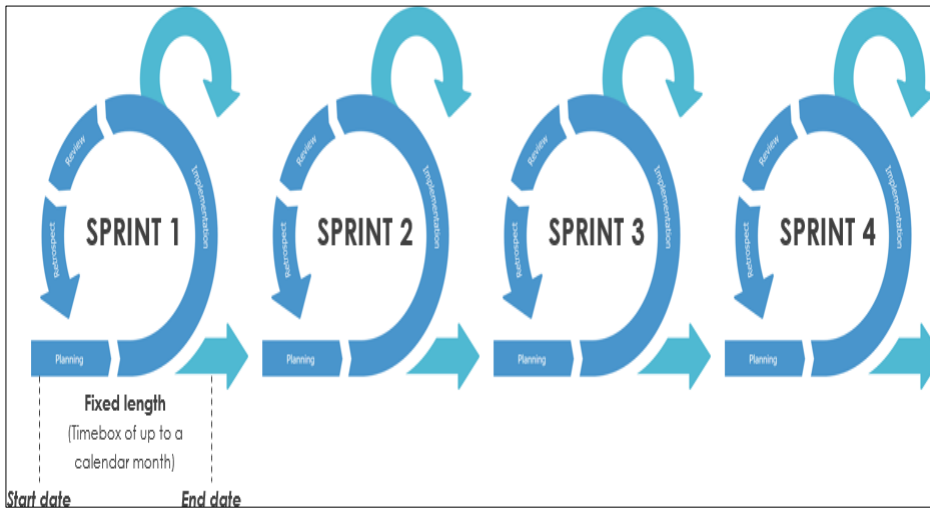 Review
Implementation
Retrospect
SPRINT 1
Planning
Review
Implementation
Retrospect
SPRINT 2
Planning
Review
Implementation
Retrospect
SPRINT 3
Planning
Review
Implementation
Retrospect
SPRINT 4
Planning
Fixed length
(Timebox of up to a
calendar month)
Start date
End date